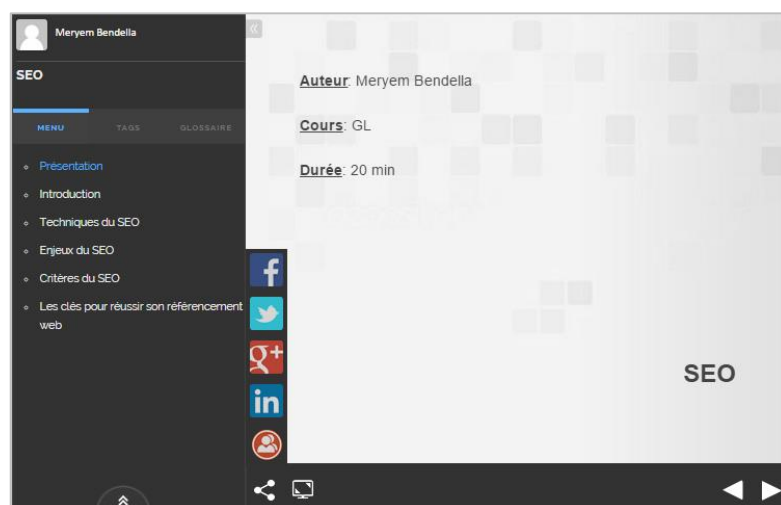 Meryem Bendella
SEO
MENU TAGS GLOSSAIRE
Présentation
Introduction
Techniques du SEO
Enjeux du SEO
Critères du SEO
Les clés pour réussir son référencement
web
Auteur: Meryem Bendella
Cours: GL
Durée: 20 min
SEO